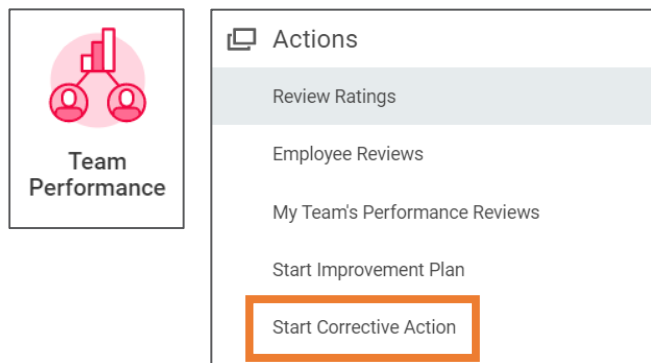 Team
Performance
Actions
Review Ratings
Employee Reviews
My Team's Performance Reviews
Start Improvement Plan
Start Corrective Action